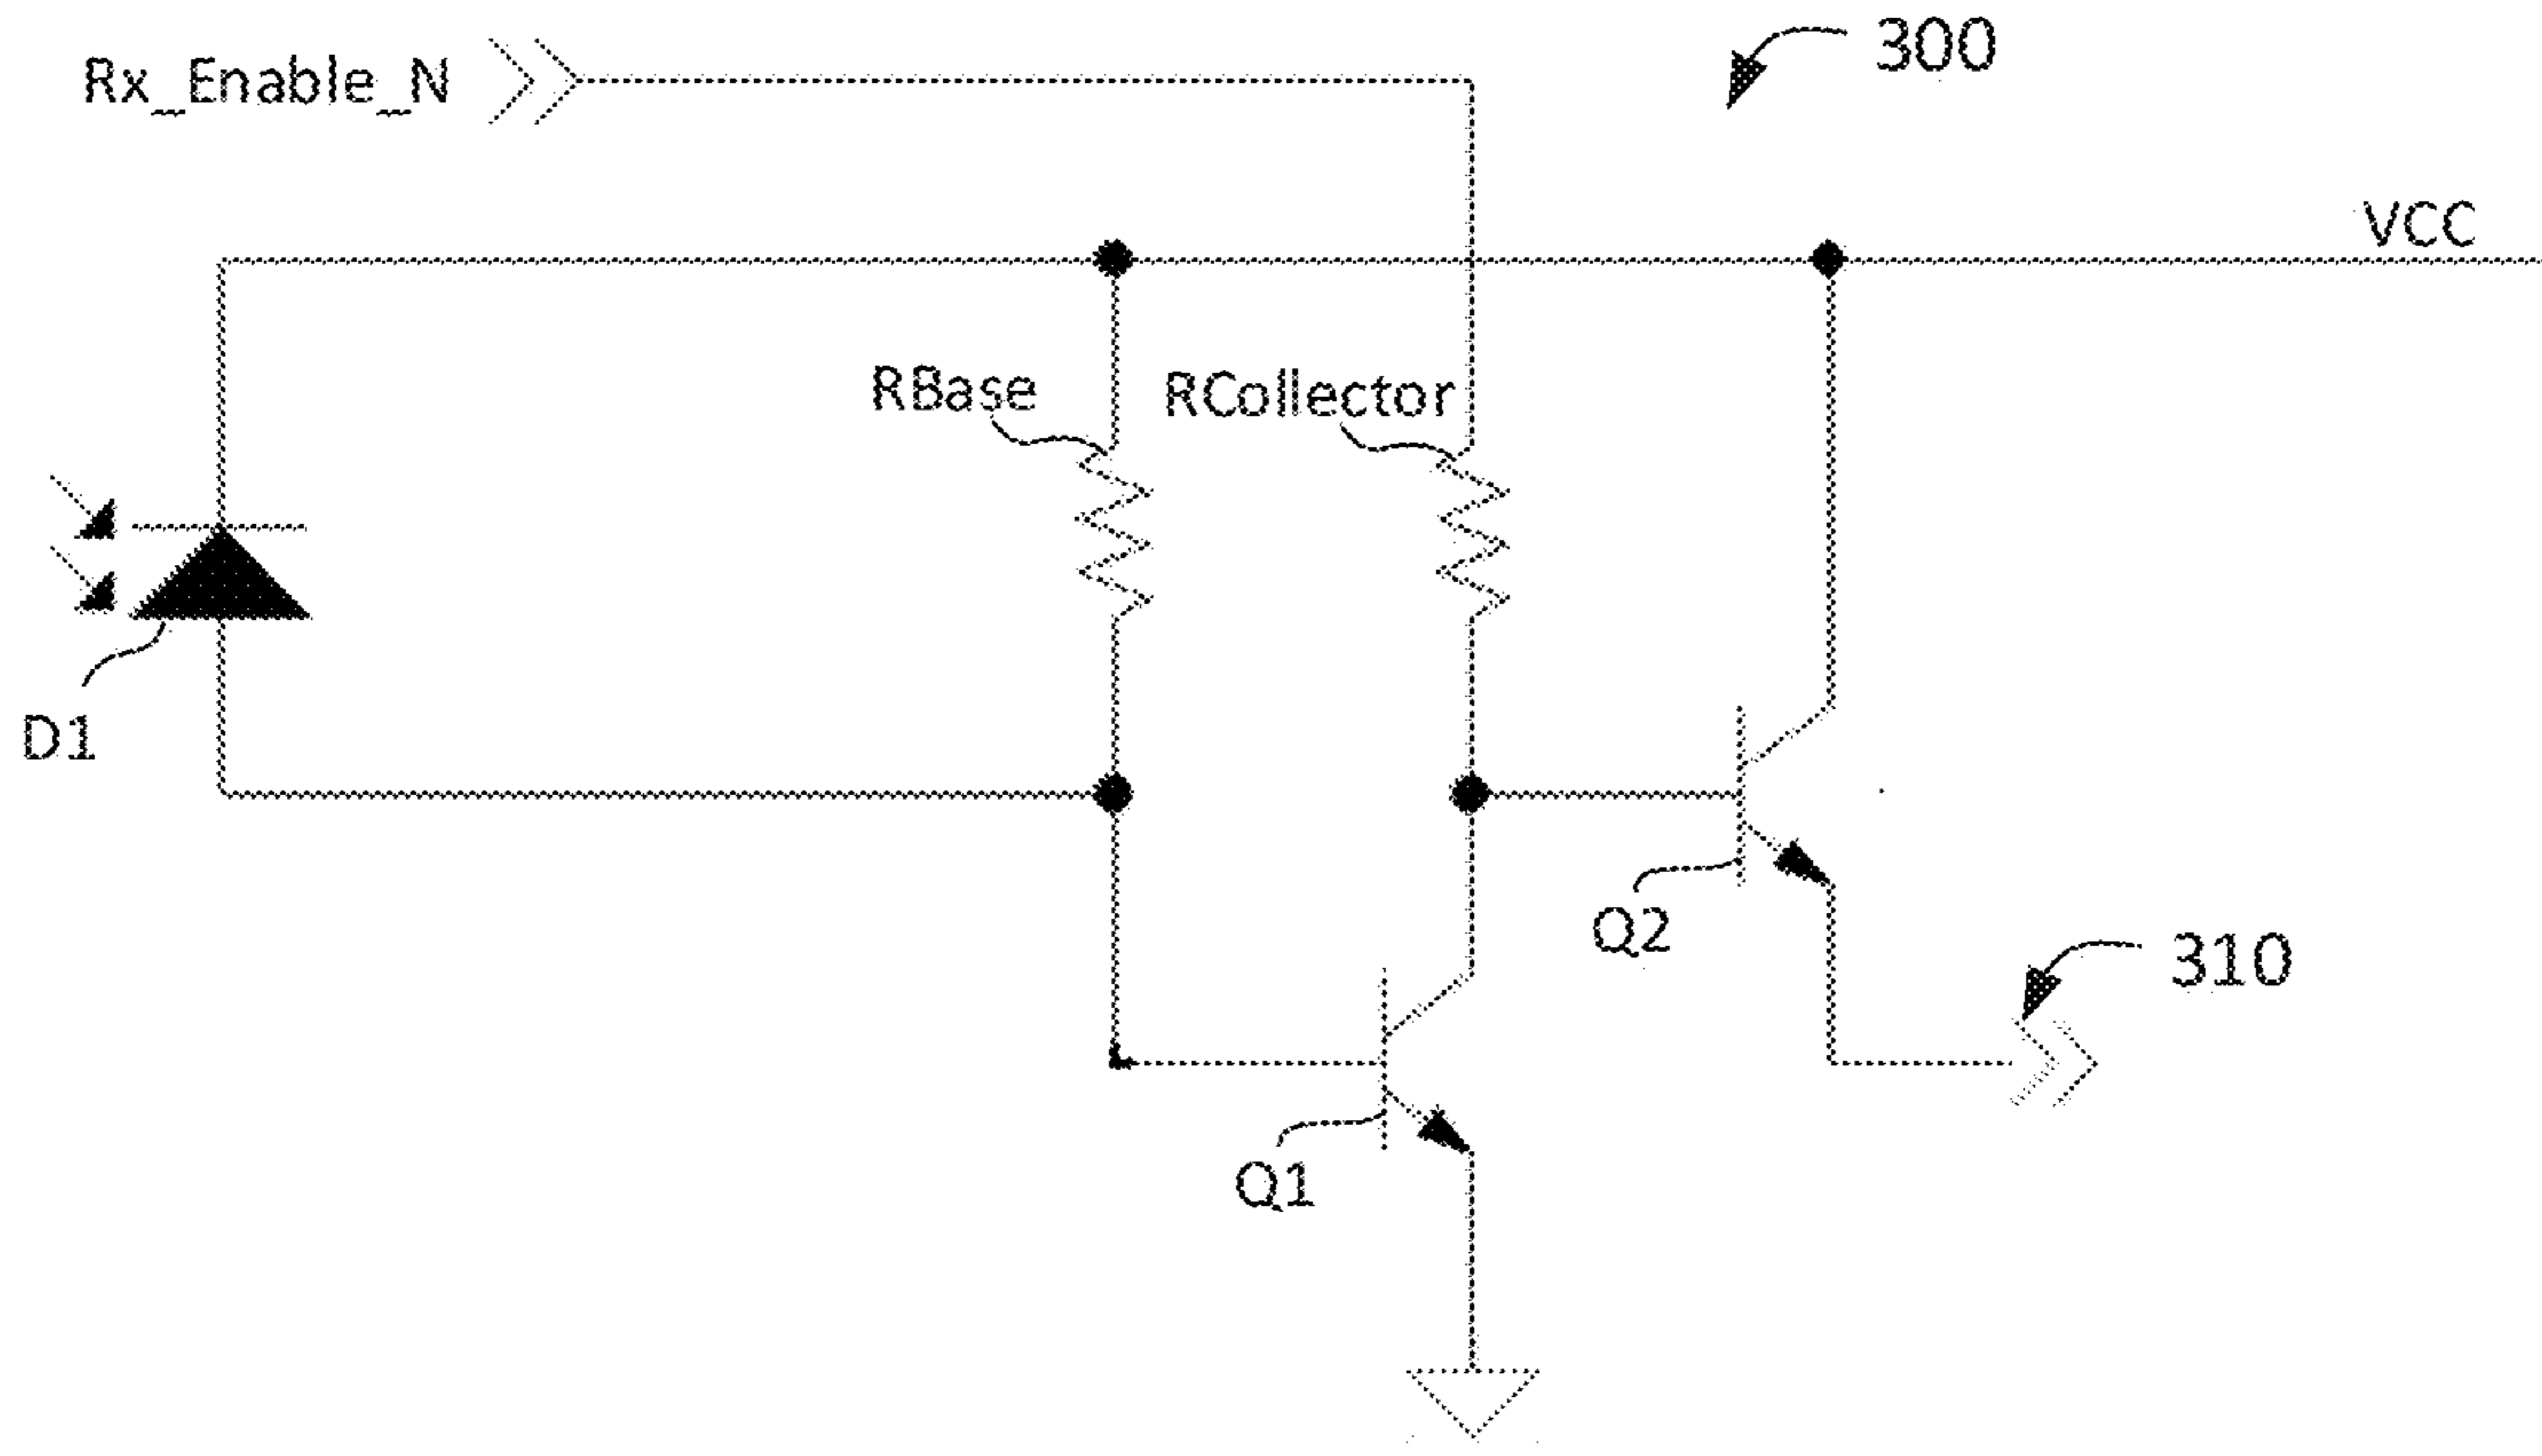 300
Rx_Enable_N
VCC
RBase
RCollector
D1
Q2
310
Q1